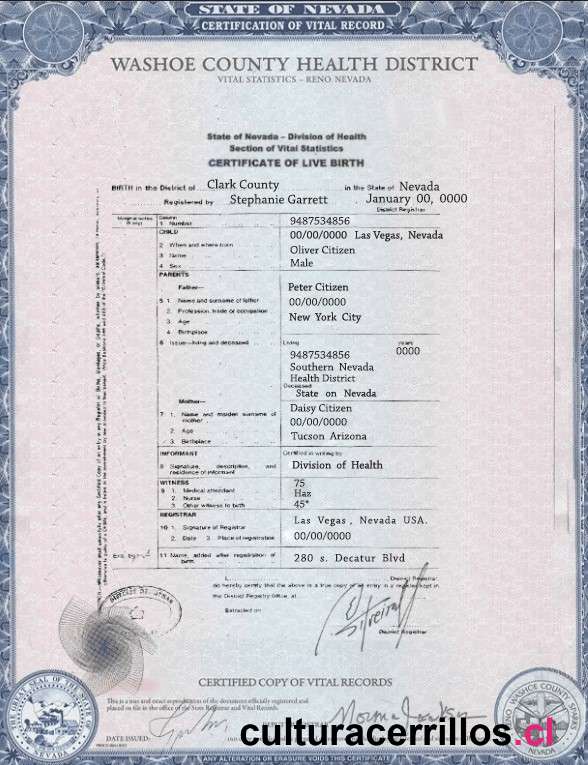 STATE OF NEVADA
CERTIFICATION OF VITAL RECORD
WASHOE COUNTY HEALTH DISTRICT
VITAL STATISTICS – RENO NEVADA
State of Nevada – Division of Health
Section of Vital Statistics
CERTIFICATE OF LIVE BIRTH
BIRTH in the District of Clark County in the State of Nevada
Registered by Stephanie Garrett January 00, 0000
District Registrar
1 Number 9487534856
CHILD 00/00/0000 Las Vegas, Nevada
2 When and where born
3 Name Oliver Citizen
4 Sex Male
PARENTS
Father— Peter Citizen
5 1. Name and surname of father 00/00/0000
2. Profession, trade or occupation New York City
3. Age
4. Birthplace
6 Issue—living and deceased Living years
9487534856 0000
Southern Nevada
Health District
Deceased
State on Nevada
Mother— Daisy Citizen
7 1. Name and maiden surname of mother 00/00/0000
2. Age
3. Birthplace Tucson Arizona
INFORMANT Certified in writing by
8 Signature, description, and residence of informant Division of Health
WITNESS 75
9 1. Medical attendant Haz
2. Nurse
3. Other witness to birth 45*
REGISTRAR
10 1. Signature of Registrar Las Vegas , Nevada USA.
2. Date 3. Place of registration 00/00/0000
11 Name, added after registration of birth 280 s. Decatur Blvd
I, District Registrar
do hereby certify that the above is a true copy of an entry in a register kept in
the District Registry Office, at
Extracted on
District Registrar
CERTIFIED COPY OF VITAL RECORDS
This is a true and exact reproduction of the document officially registered and
placed on file in the office of the State Registrar and Vital Records.
DATE ISSUED:
culturacerrillos.cl
ANY ALTERATION OR ERASURE VOIDS THIS CERTIFICATE
WASHOE COUNTY
NEVADA